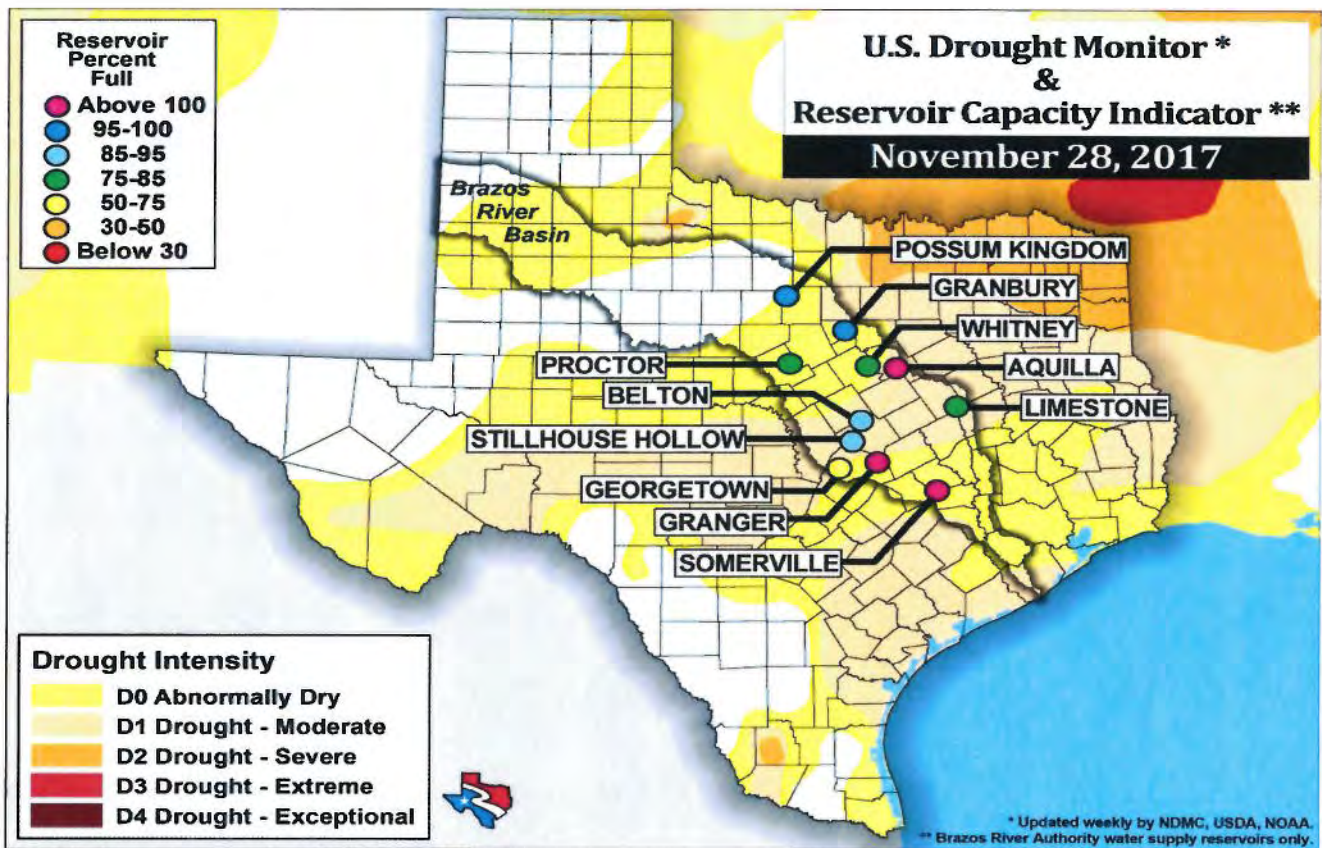 Reservoir
Percent
Full
Above 100
95-100
85-95
75-85
50-75
30-50
Below 30
U.S. Drought Monitor *
&
Reservoir Capacity Indicator **
November 28, 2017
Brazos
River
Basin
POSSUM KINGDOM
GRANBURY
WHITNEY
PROCTOR
AQUILLA
BELTON
LIMESTONE
STILLHOUSE HOLLOW
GEORGETOWN
GRANGER
SOMERVILLE
Drought Intensity
D0 Abnormally Dry
D1 Drought - Moderate
D2 Drought - Severe
D3 Drought - Extreme
D4 Drought - Exceptional
* Updated weekly by NDMC, USDA, NOAA.
** Brazos River Authority water supply reservoirs only.